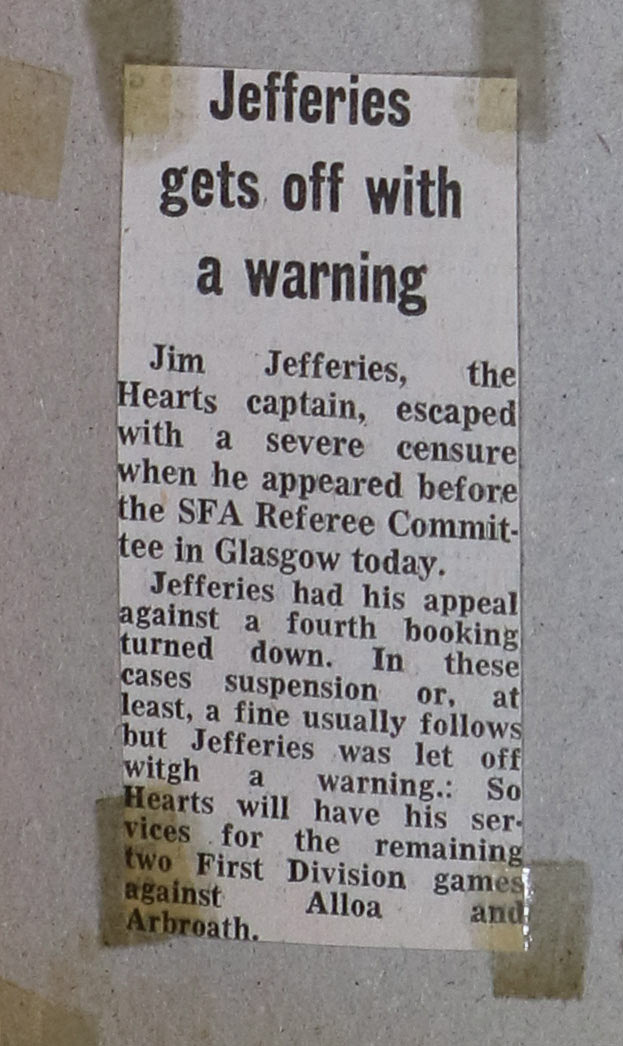 Jefferies
gets off with
a warning
Jim Jefferies, the
Hearts captain, escaped
with a severe censure
when he appeared before
the SFA Referee Commit-
tee in Glasgow today.
Jefferies had his appeal
against a fourth booking
turned down. In these
cases suspension or, at
least, a fine usually follows
but Jefferies was let off
witgh a warning.: So
Hearts will have his ser-
vices for the remaining
two First Division games
against Alloa and
Arbroath.